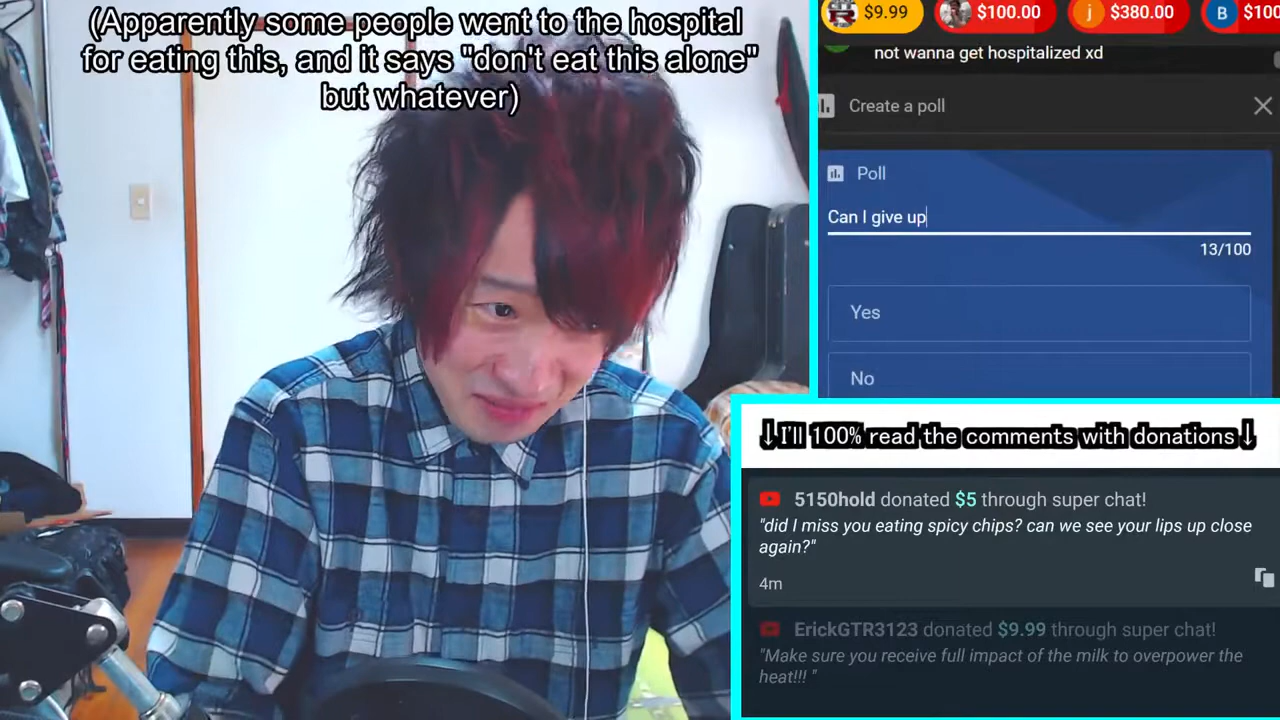 (Apparently some people went to the hospital
for eating this, and it says "don't eat this alone"
but whatever)
$9.99
$100.00
j $380.00
B
not wanna get hospitalized xd
Create a poll
Poll
Can I give up
13/100
Yes
No
↓I'll 100% read the comments with donations↓
5150hold donated $5 through super chat!
"did I miss you eating spicy chips? can we see your lips up close
again?"
4m
ErickGTR3123 donated $9.99 through super chat!
"Make sure you receive full impact of the milk to overpower the
heat!!! "